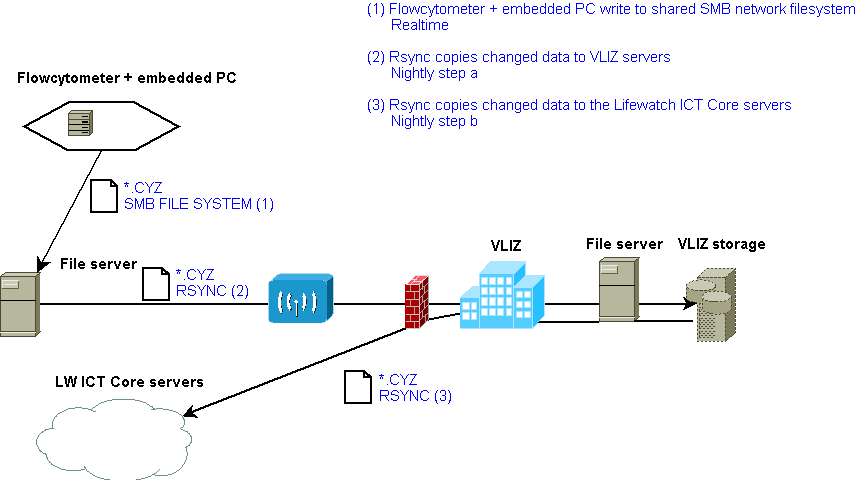 (1) Flowcytometer + embedded PC write to shared SMB network filesystem
Realtime
(2) Rsync copies changed data to VLIZ servers
Nightly step a
(3) Rsync copies changed data to the Lifewatch ICT Core servers
Nightly step b
Flowcytometer + embedded PC
*.CYZ
SMB FILE SYSTEM (1)
File server
*.CYZ
RSYNC (2)
VLIZ
File server
VLIZ storage
LW ICT Core servers
*.CYZ
RSYNC (3)